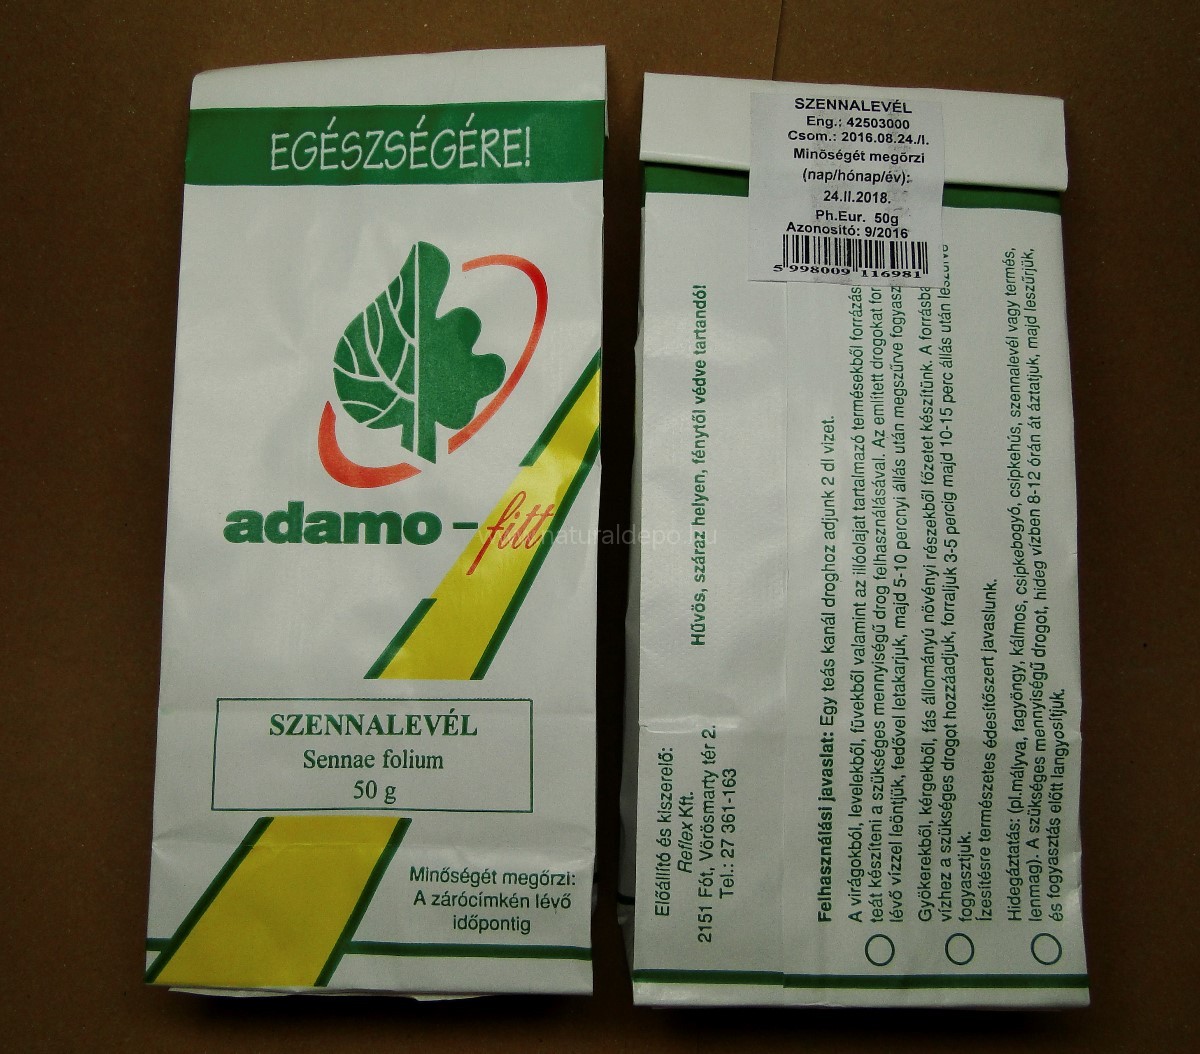 EGÉSZSÉGÉRE!
adamo - fitt
SZENNALEVÉL
Sennae folium
50 g
Minőségét megőrzi:
A zárócímkén lévő
időpontig
SZENNALEVÉL
Eng.: 42503000
Csom.: 2016.08.24./I.
Minőségét megőrzi
(nap/hónap/év):
24.II.2018.
Ph.Eur. 50g
Azonosító: 9/2016
5 998009 116981
Hűvös, száraz helyen, fénytől védve tartandó!
Előállító és kiszerelő:
Reflex Kft.
2151 Fót, Vörösmarty tér 2.
Tel.: 27 361-163
Felhasználási javaslat: Egy teás kanál droghoz adjunk 2 dl vizet.
A virágokból, levelekből, füvekből valamint az illóolajat tartalmazó termésekből forrázás
teát készíteni a szükséges mennyiségű drog felhasználásával. Az említett drogokat for
lévő vízzel leöntjük, fedővel letakarjuk, majd 5-10 percnyi állás után megszűrve fogyasz
Gyökerekből, kérgekből, fás állományú növényi részekből főzetet készítünk. A forrásba
vízhez a szükséges drogot hozzáadjuk, forraljuk 3-5 percig majd 10-15 perc állás után leszűrve
fogyasztjuk.
Ízesítésre természetes édesítőszert javaslunk.
Hidegáztatás: (pl.mályva, fagyöngy, kálmos, csipkebogyó, csipkehús, szennalevél vagy termés,
lenmag). A szükséges mennyiségű drogot, hideg vízben 8-12 órán át áztatjuk, majd leszűrjük,
és fogyasztás előtt langyosítjuk.
www.naturaldepo.hu